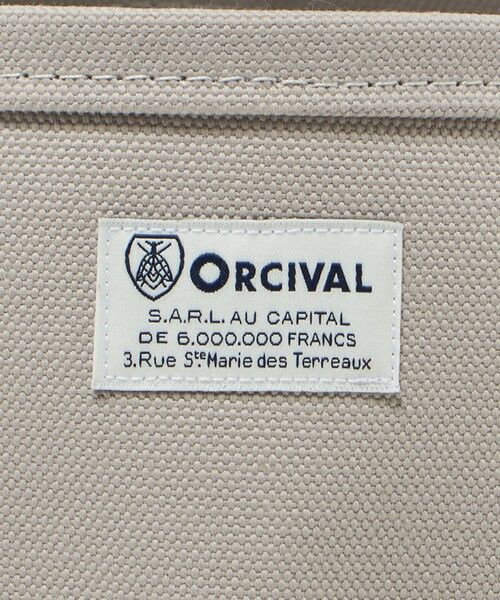 ORCIVAL
S.A.R.L. AU CAPITAL
DE 6.000.000 FRANCS
3.Rue Ste Marie des Terreaux